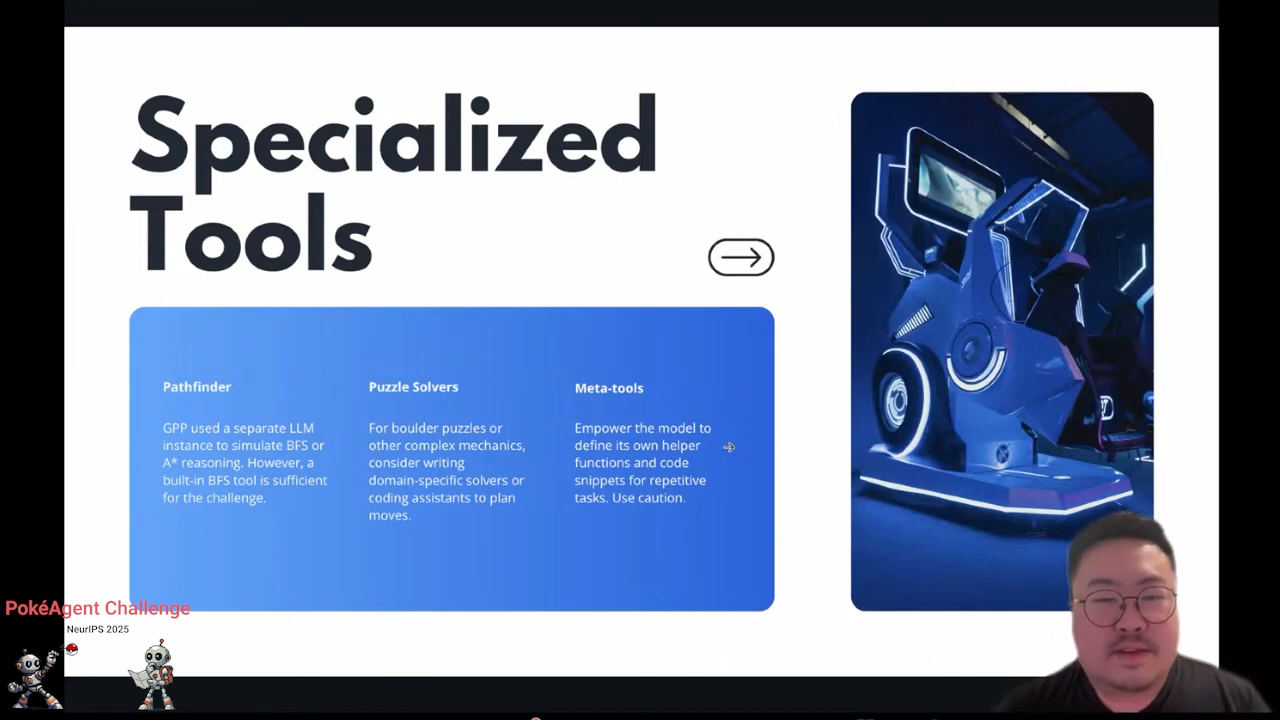 Specialized
Tools
Pathfinder
GPP used a separate LLM
instance to simulate BFS or
A* reasoning. However, a
built-in BFS tool is sufficient
for the challenge.
Puzzle Solvers
For boulder puzzles or
other complex mechanics,
consider writing
domain-specific solvers or
coding assistants to plan
moves.
Meta-tools
Empower the model to
define its own helper
functions and code
snippets for repetitive
tasks. Use caution.
PokéAgent Challenge
NeurIPS 2025